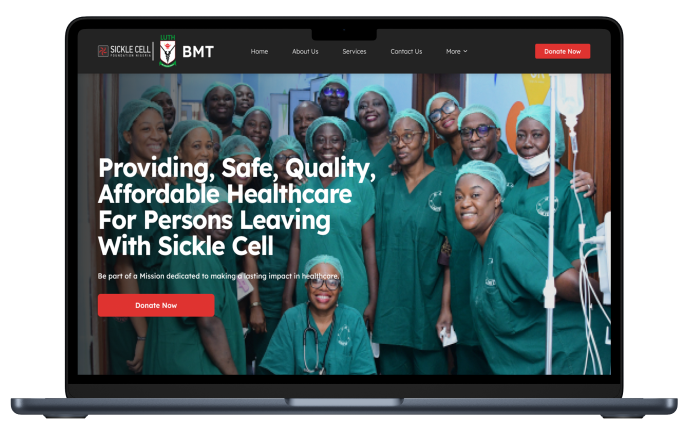 SICKLE CELL
FOUNDATION NIGERIA
LUTH
BMT
Home
About Us
Services
Contact Us
More
Donate Now
Providing, Safe, Quality,
Affordable Healthcare
For Persons Leaving
With Sickle Cell
Be part of a Mission dedicated to making a lasting impact in healthcare.
Donate Now